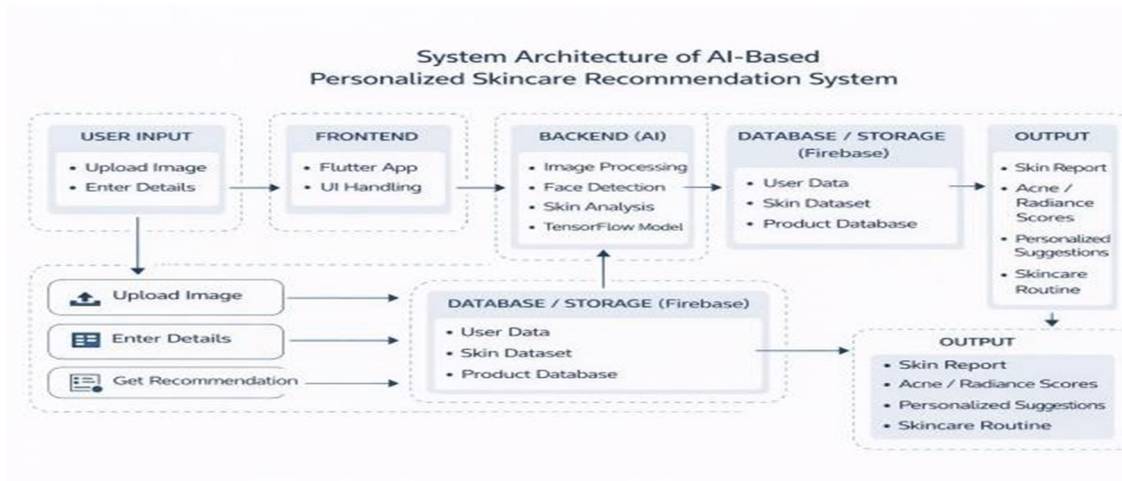 System Architecture of AI-Based
Personalized Skincare Recommendation System
USER INPUT
• Upload Image
• Enter Details
FRONTEND
• Flutter App
• UI Handling
BACKEND (AI)
• Image Processing
• Face Detection
• Skin Analysis
• TensorFlow Model
DATABASE / STORAGE
(Firebase)
• User Data
• Skin Dataset
• Product Database
OUTPUT
• Skin Report
• Acne /
Radiance
Scores
• Personalized
Suggestions
• Skincare
Routine
Upload Image
Enter Details
Get Recommendation
DATABASE / STORAGE (Firebase)
• User Data
• Skin Dataset
• Product Database
OUTPUT
• Skin Report
• Acne / Radiance Scores
• Personalized Suggestions
• Skincare Routine